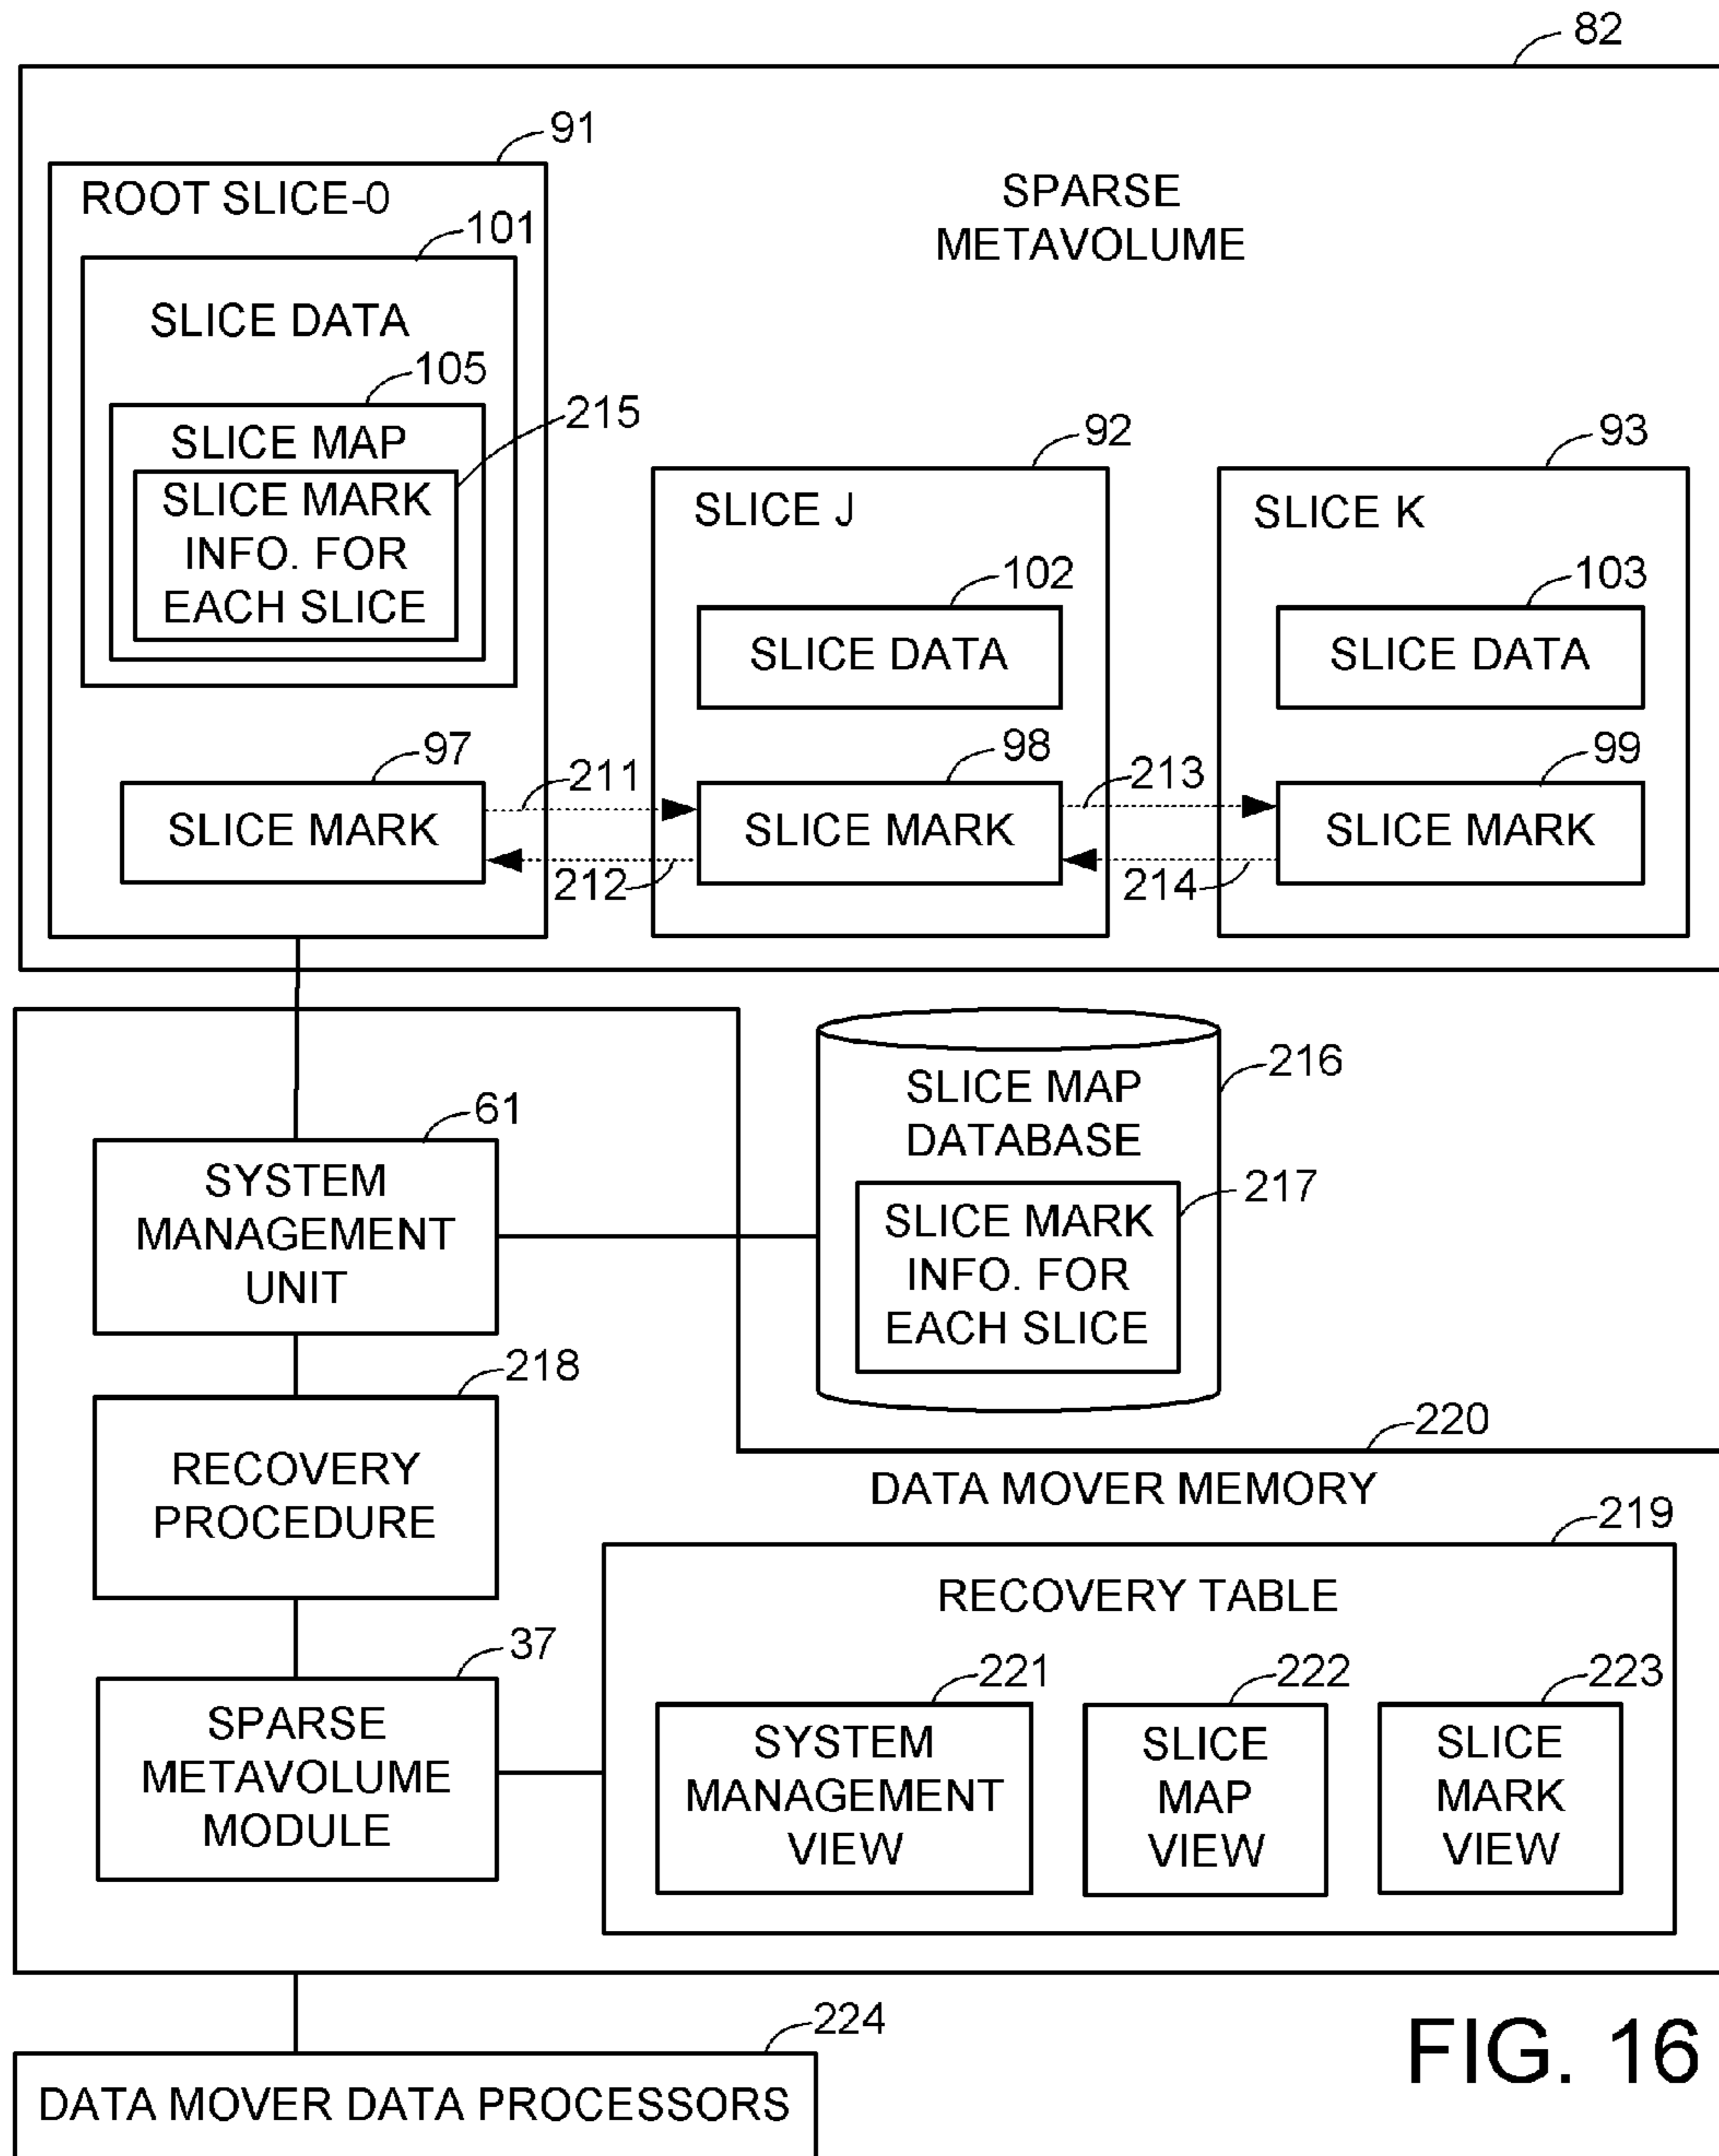 82
91
ROOT SLICE-0
SPARSE
METAVOLUME
101
SLICE DATA
105
SLICE MAP
215
SLICE MARK
INFO. FOR
EACH SLICE
92
SLICE J
93
SLICE K
102
SLICE DATA
103
SLICE DATA
97
SLICE MARK
211
212
98
SLICE MARK
213
214
99
SLICE MARK
61
SYSTEM
MANAGEMENT
UNIT
216
SLICE MAP
DATABASE
217
SLICE MARK
INFO. FOR
EACH SLICE
218
RECOVERY
PROCEDURE
220
DATA MOVER MEMORY
219
RECOVERY TABLE
37
SPARSE
METAVOLUME
MODULE
221
SYSTEM
MANAGEMENT
VIEW
222
SLICE
MAP
VIEW
223
SLICE
MARK
VIEW
224
DATA MOVER DATA PROCESSORS
FIG. 16